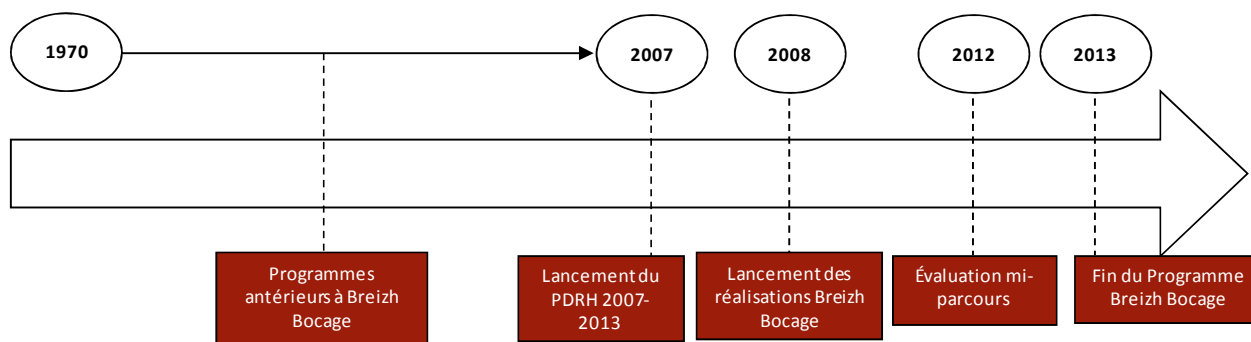 1970
2007
2008
2012
2013
Programmes
antérieurs à Breizh
Bocage
Lancement du
PDRH 2007-
2013
Lancement des
réalisations Breizh
Bocage
Évaluation mi-
parcours
Fin du Programme
Breizh Bocage